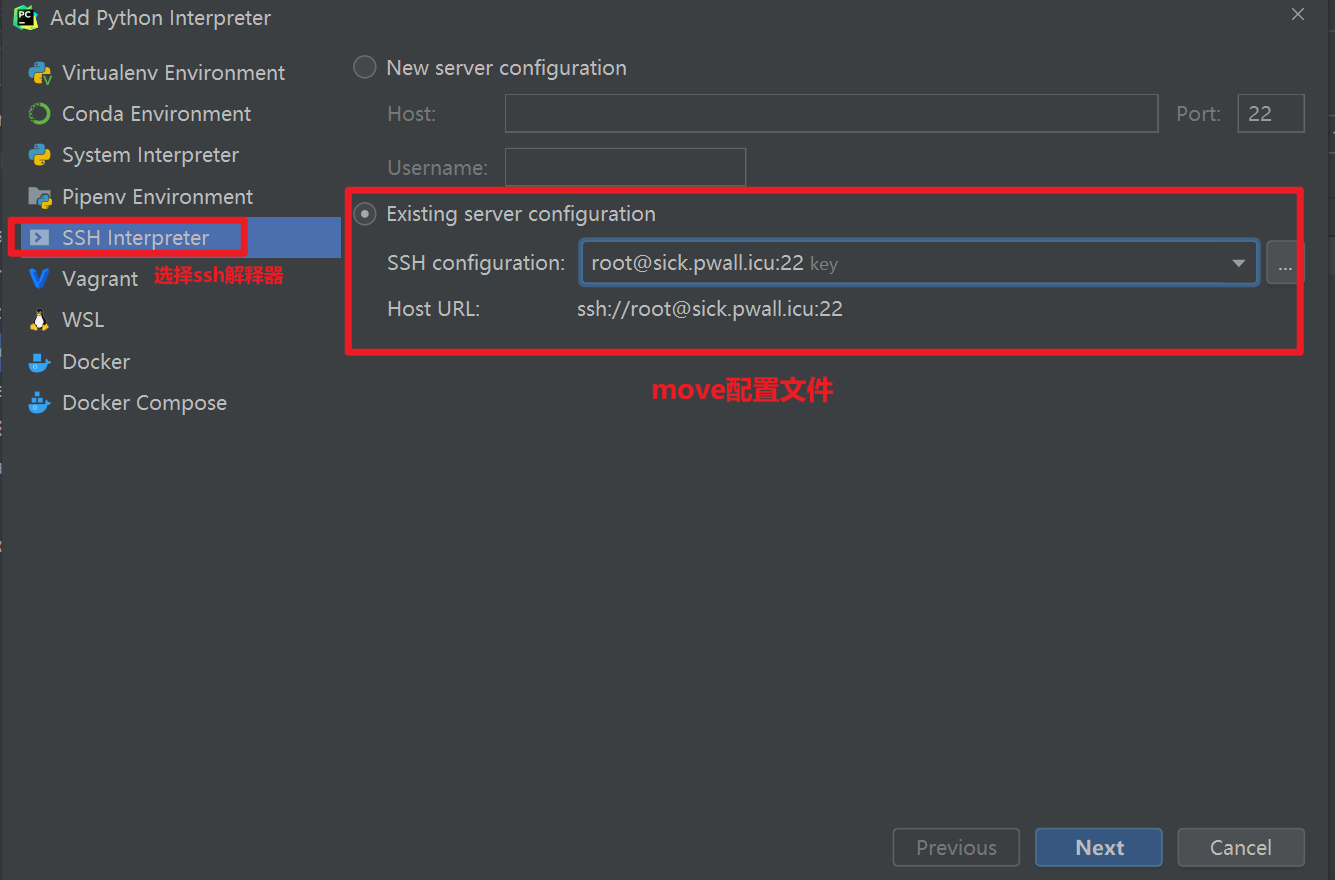 Add Python Interpreter
Virtualenv Environment
Conda Environment
System Interpreter
Pipenv Environment
SSH Interpreter
Vagrant
选择ssh解释器
WSL
Docker
Docker Compose
New server configuration
Host:
Port: 22
Username:
Existing server configuration
SSH configuration: root@sick.pwall.icu:22 key
...
Host URL: ssh://root@sick.pwall.icu:22
move配置文件
Previous
Next
Cancel